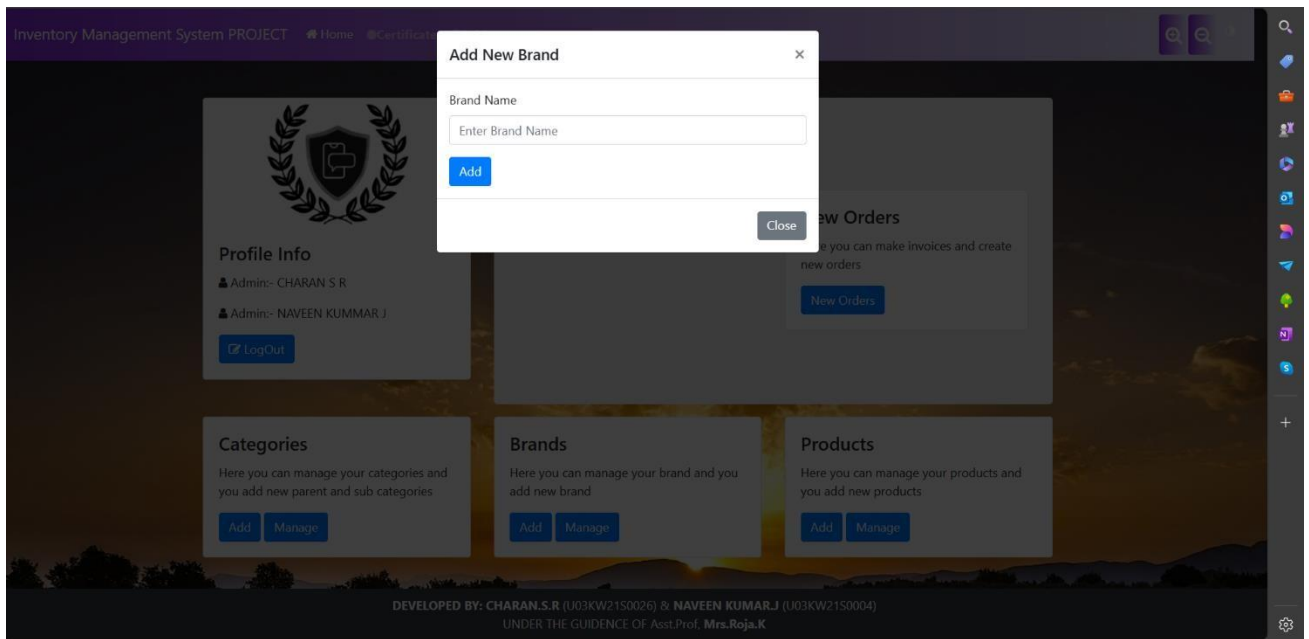 Inventory Management System PROJECT Home Certificate
Add New Brand ×
Brand Name
Enter Brand Name
Add
Close
Profile Info
Admin:- CHARAN S R
Admin:- NAVEEN KUMMAR J
LogOut
ew Orders
e you can make invoices and create
new orders
New Orders
Categories
Here you can manage your categories and
you add new parent and sub categories
Add Manage
Brands
Here you can manage your brand and you
add new brand
Add Manage
Products
Here you can manage your products and
you add new products
Add Manage
DEVELOPED BY: CHARAN.S.R (U03KW21S0026) & NAVEEN KUMAR.J (U03KW21S0004)
UNDER THE GUIDENCE OF Asst.Prof, Mrs.Roja.K